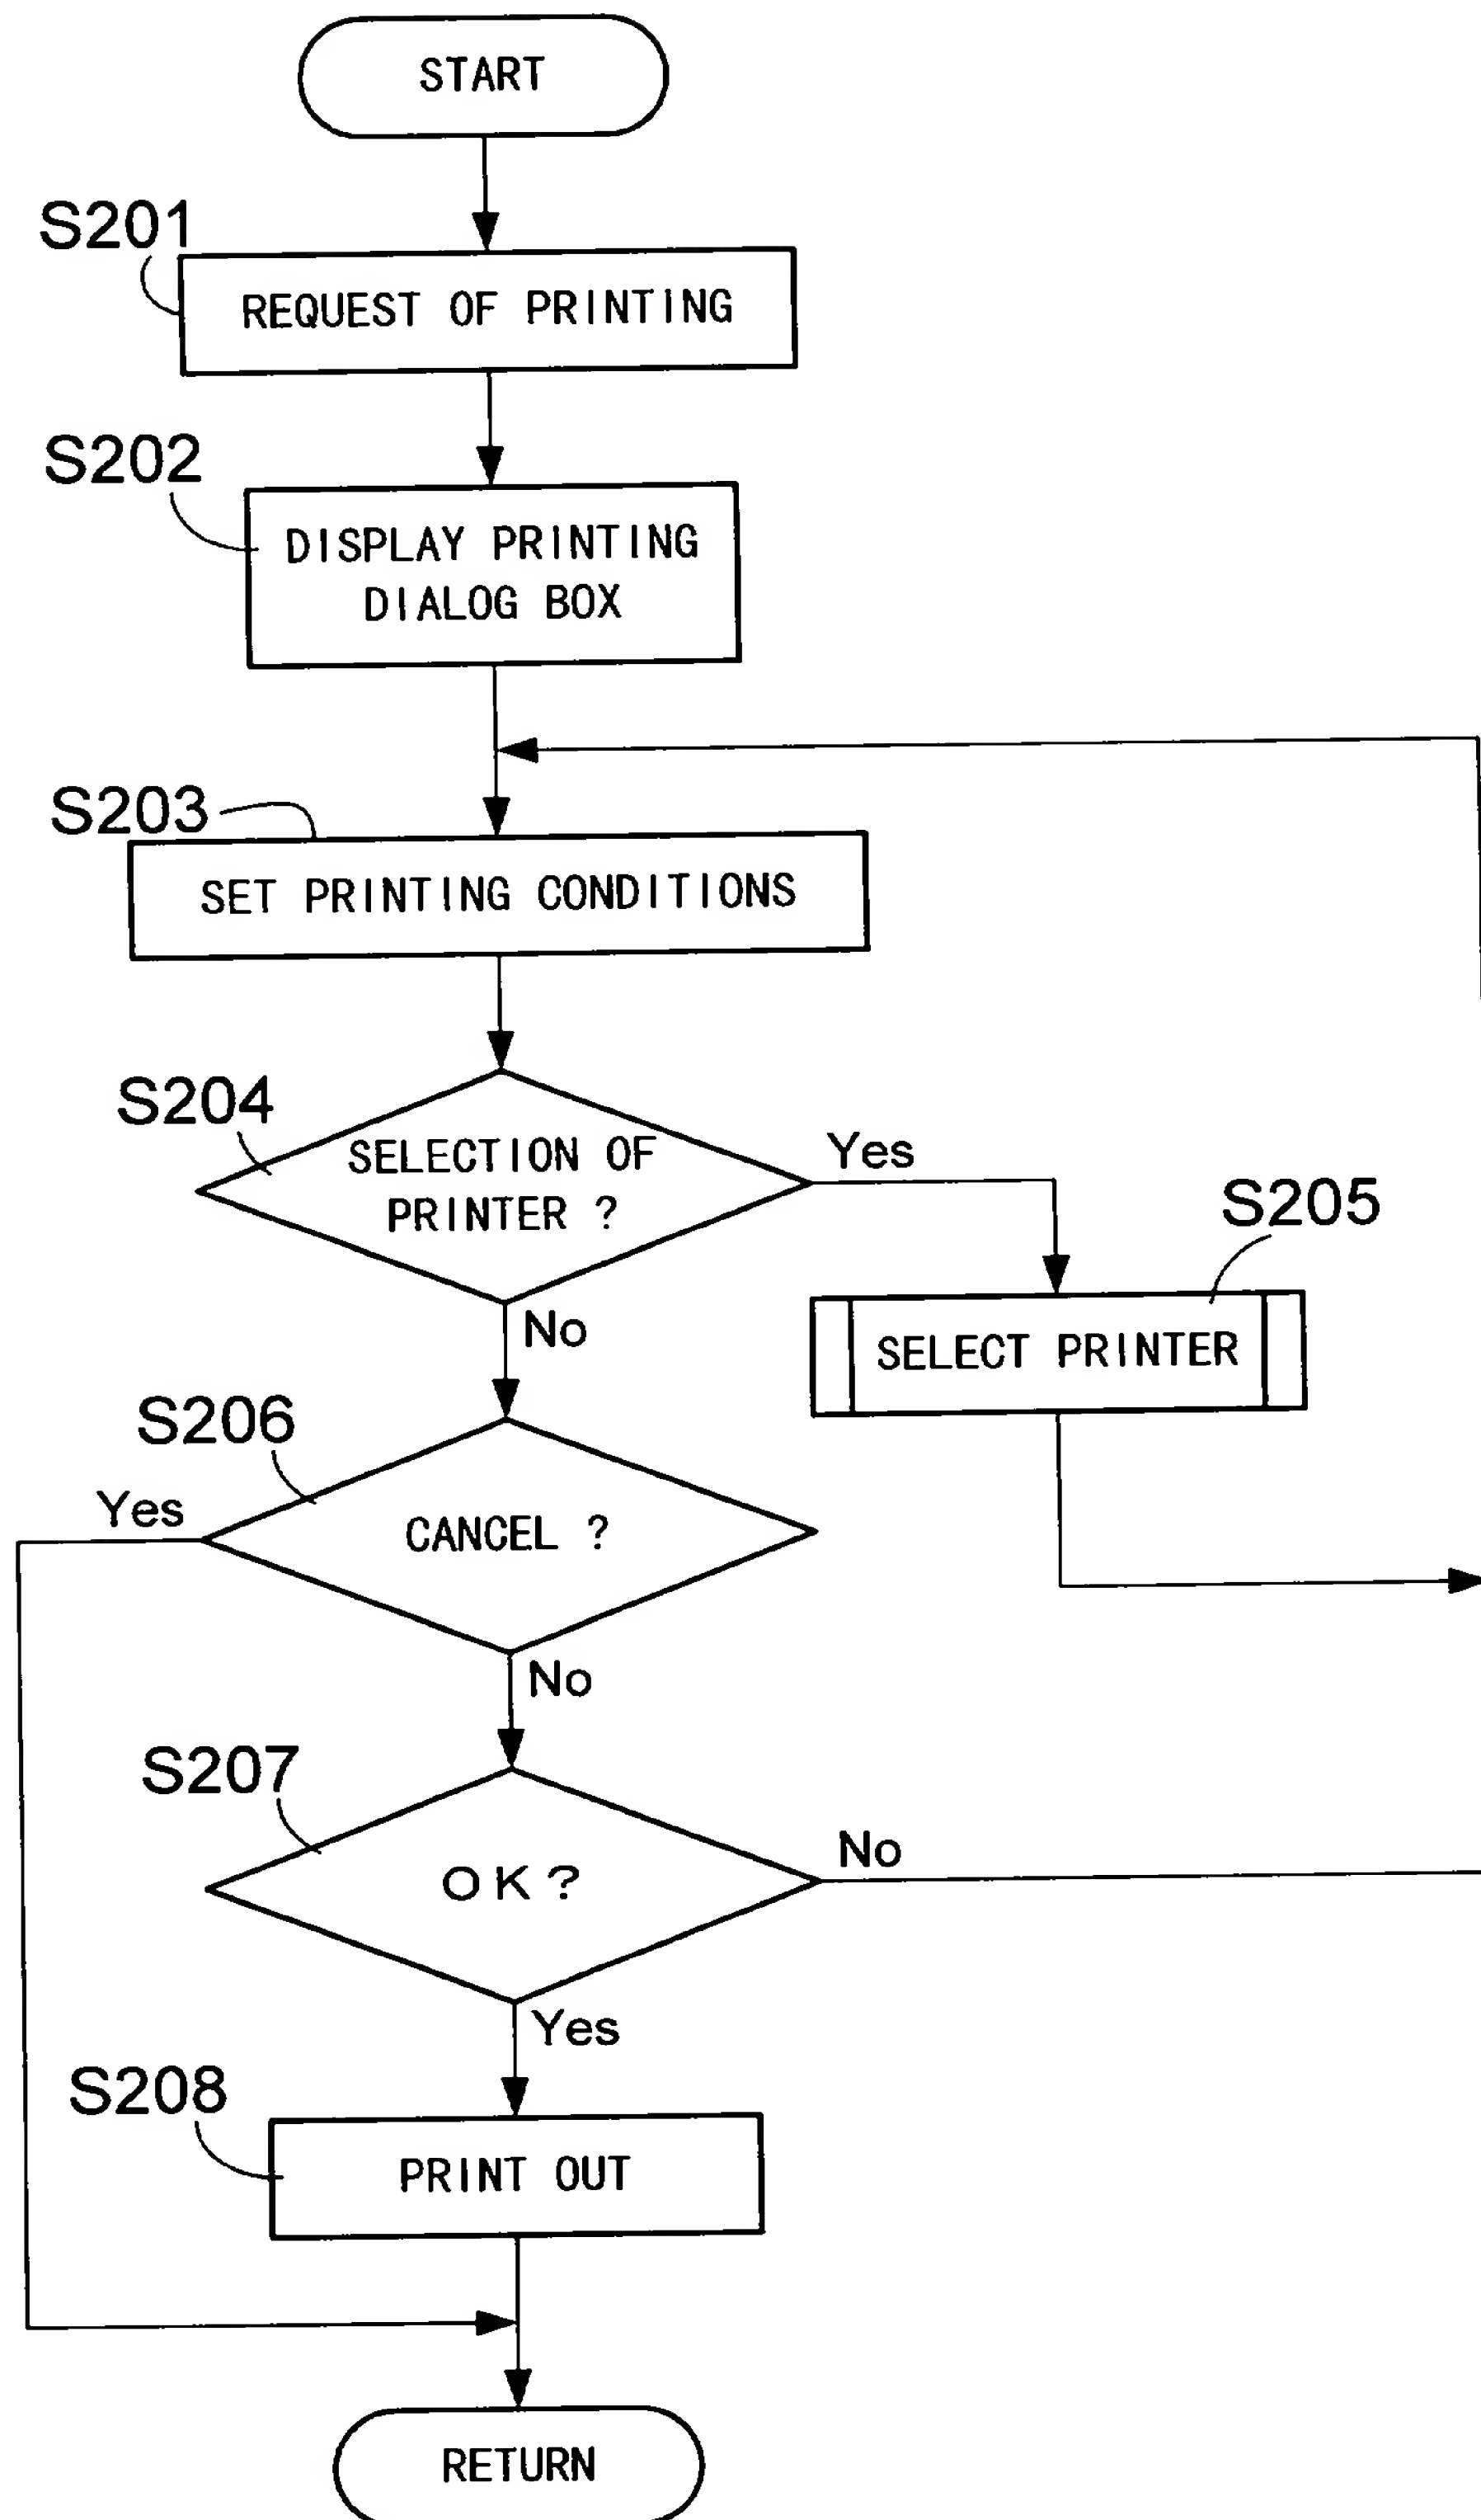 START
S201
REQUEST OF PRINTING
S202
DISPLAY PRINTING
DIALOG BOX
S203
SET PRINTING CONDITIONS
S204
SELECTION OF
PRINTER ?
Yes
S205
No
SELECT PRINTER
S206
Yes
CANCEL ?
No
S207
OK?
No
Yes
S208
PRINT OUT
RETURN